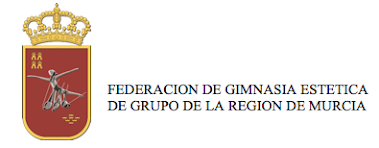 FEDERACION DE GIMNASIA ESTETICA
DE GRUPO DE LA REGION DE MURCIA